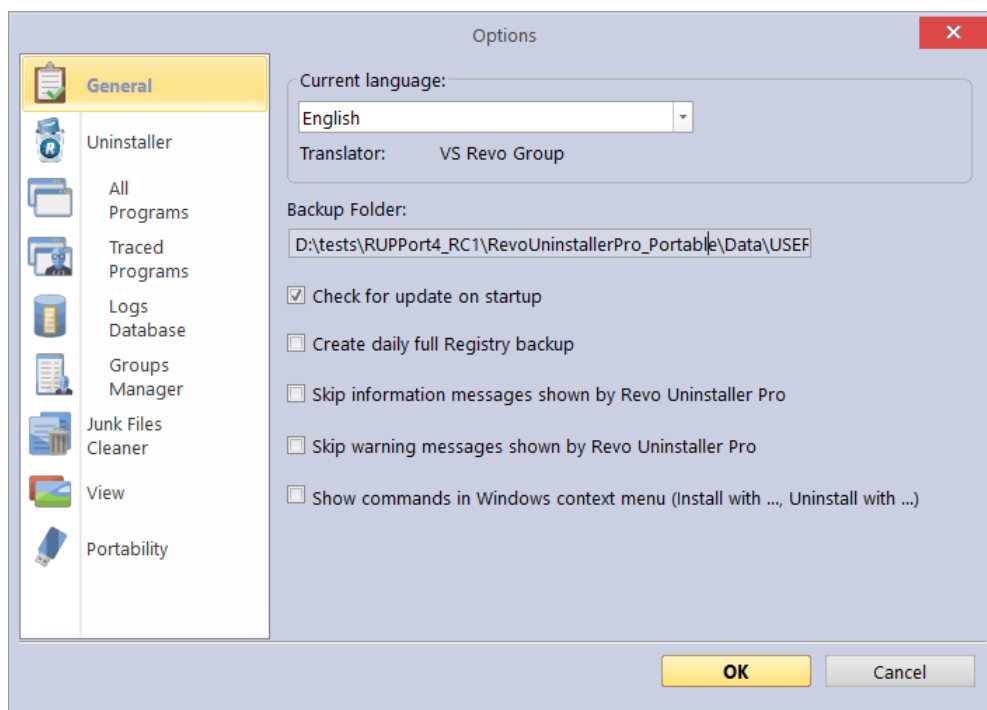 Options
General
Uninstaller
All
Programs
Traced
Programs
Logs
Database
Groups
Manager
Junk Files
Cleaner
View
Portability
Current language:
English
Translator: VS Revo Group
Backup Folder:
D:\tests\RUPPort4_RC1\RevoUninstallerPro_Portable\Data\USER
Check for update on startup
Create daily full Registry backup
Skip information messages shown by Revo Uninstaller Pro
Skip warning messages shown by Revo Uninstaller Pro
Show commands in Windows context menu (Install with ..., Uninstall with ...)
OK
Cancel